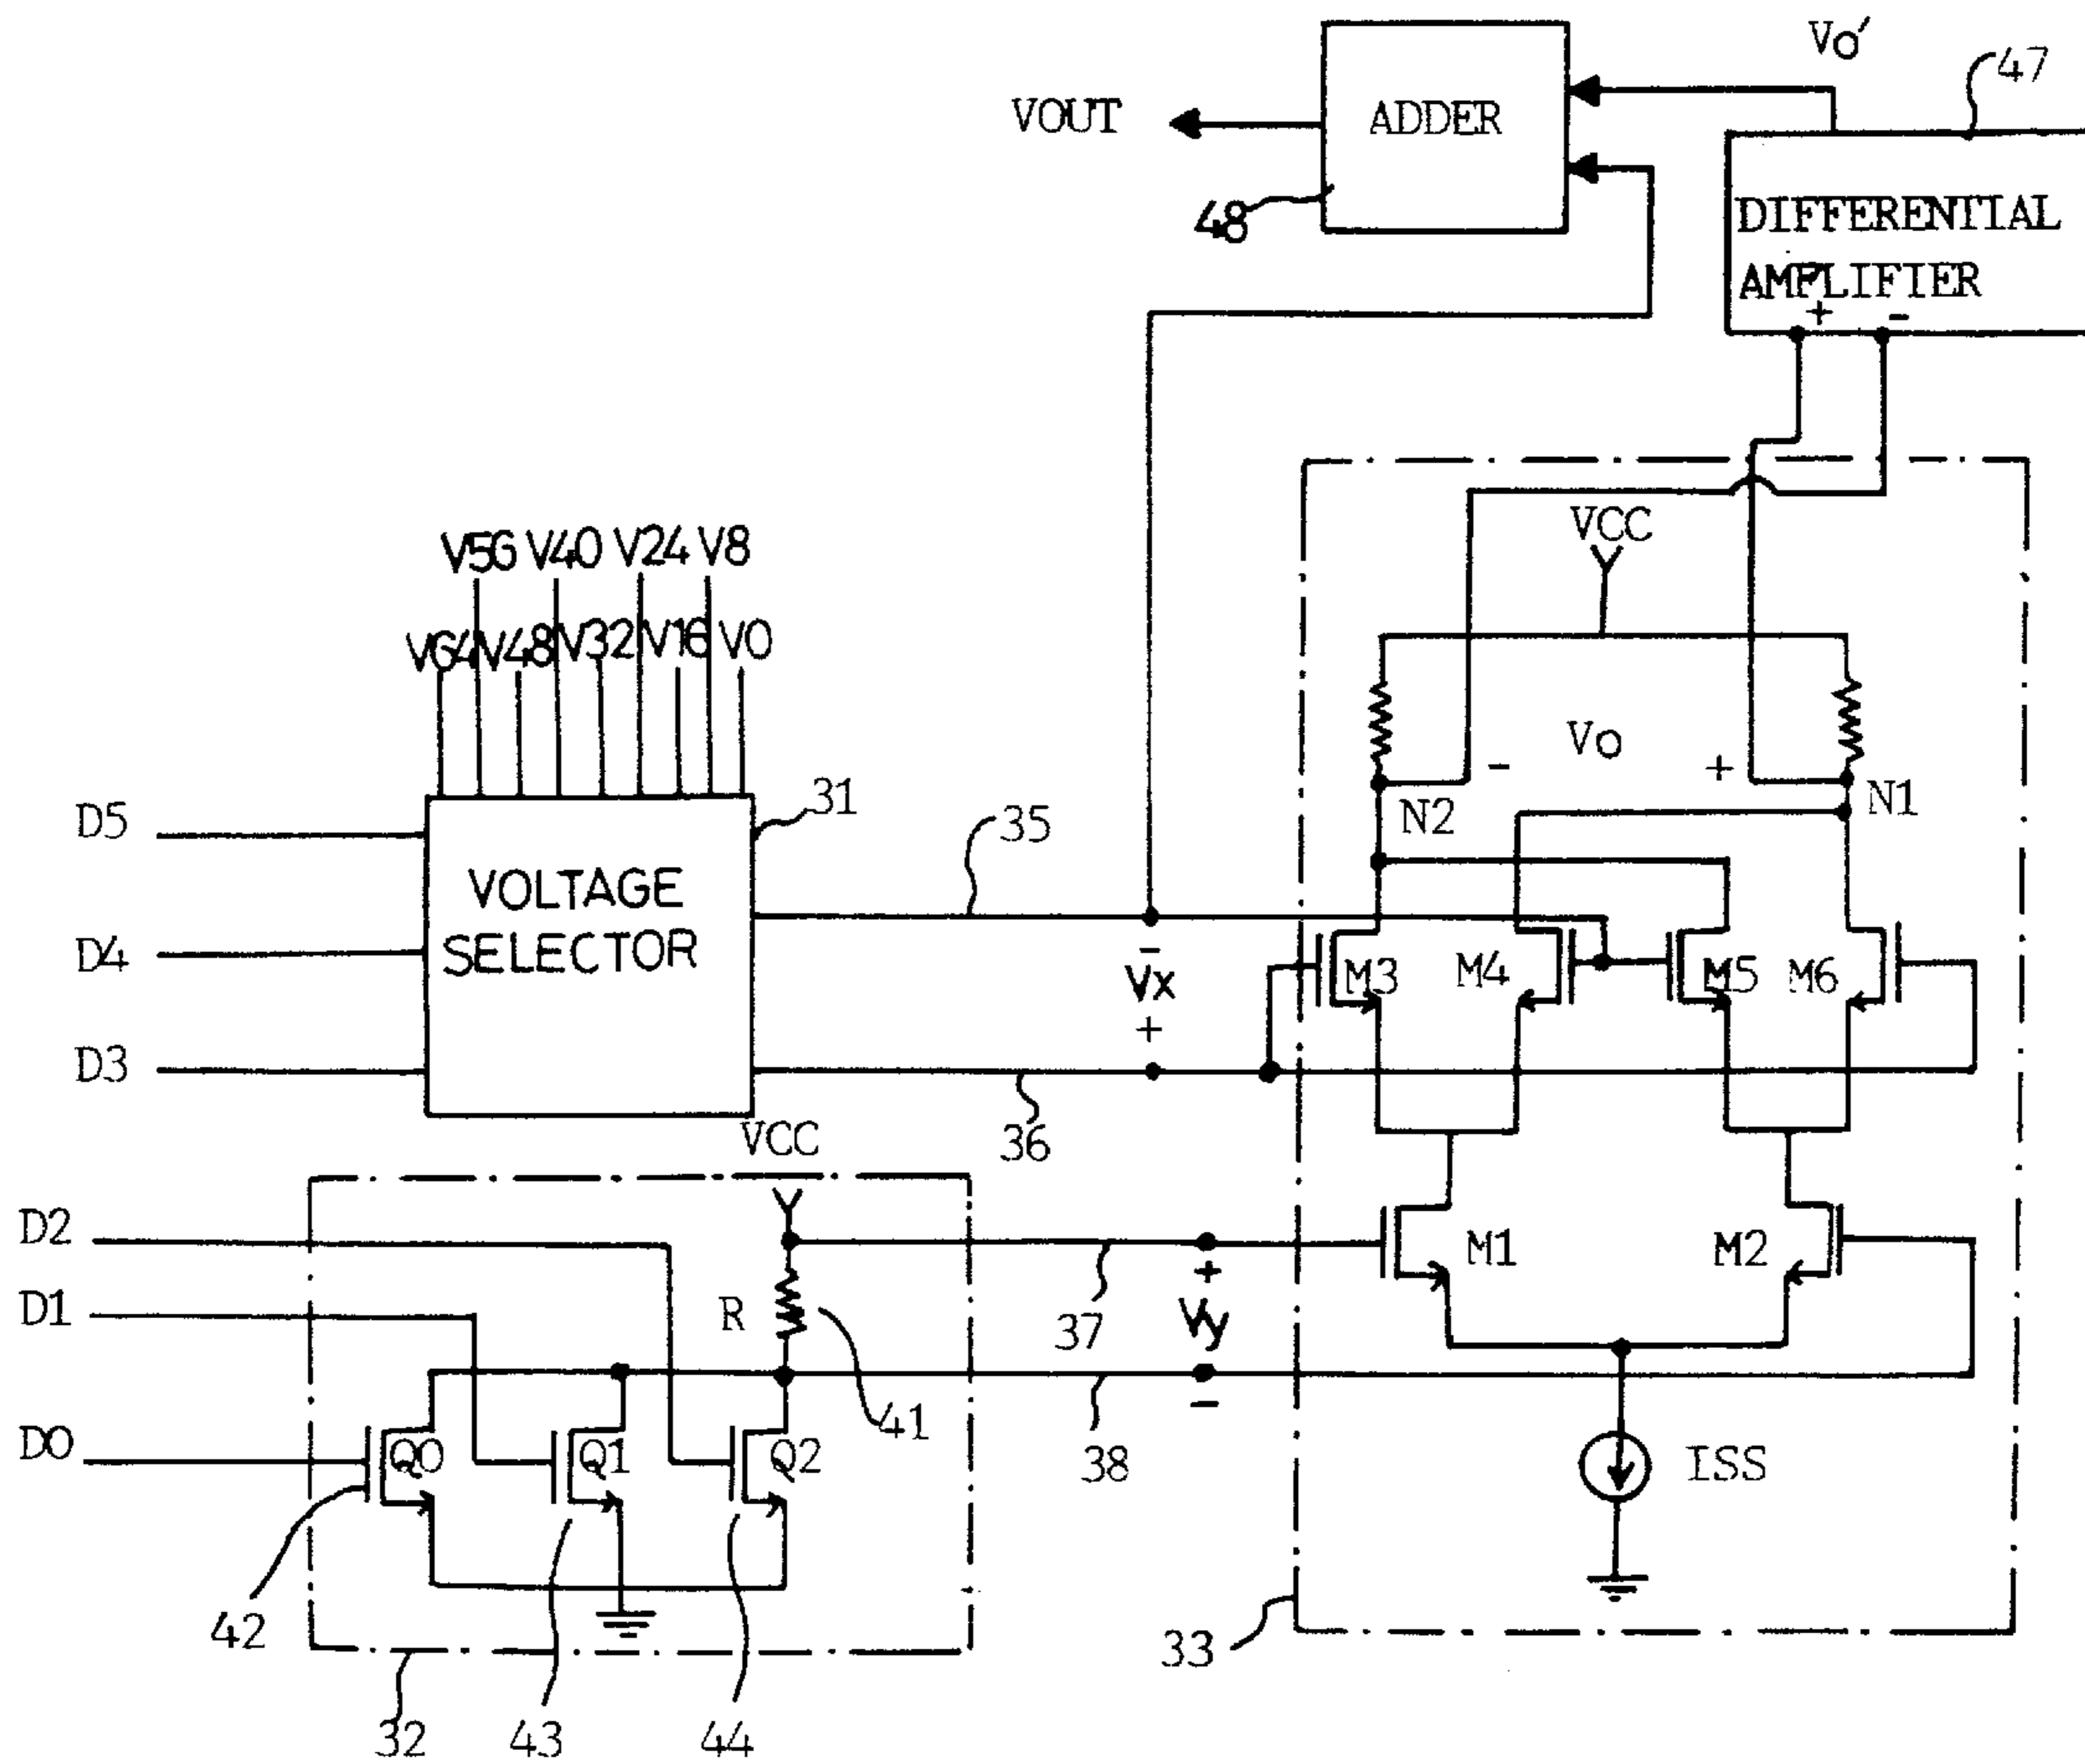 Vo'
47
VOUT
ADDER
48
DIFFERENTIAL
AMPLIFIER
+ -
V56 V40 V24 V8
V64 V48 V32 V16 V0
VCC
Vo
- +
N2
N1
D5
31
35
VOLTAGE
SELECTOR
D4
-
Vx
+
M3
M4
M5
M6
D3
36
VCC
D2
M1
M2
+
Vy
-
D1
R
37
41
38
D0
Q0
Q1
Q2
ISS
42
33
32
43
44